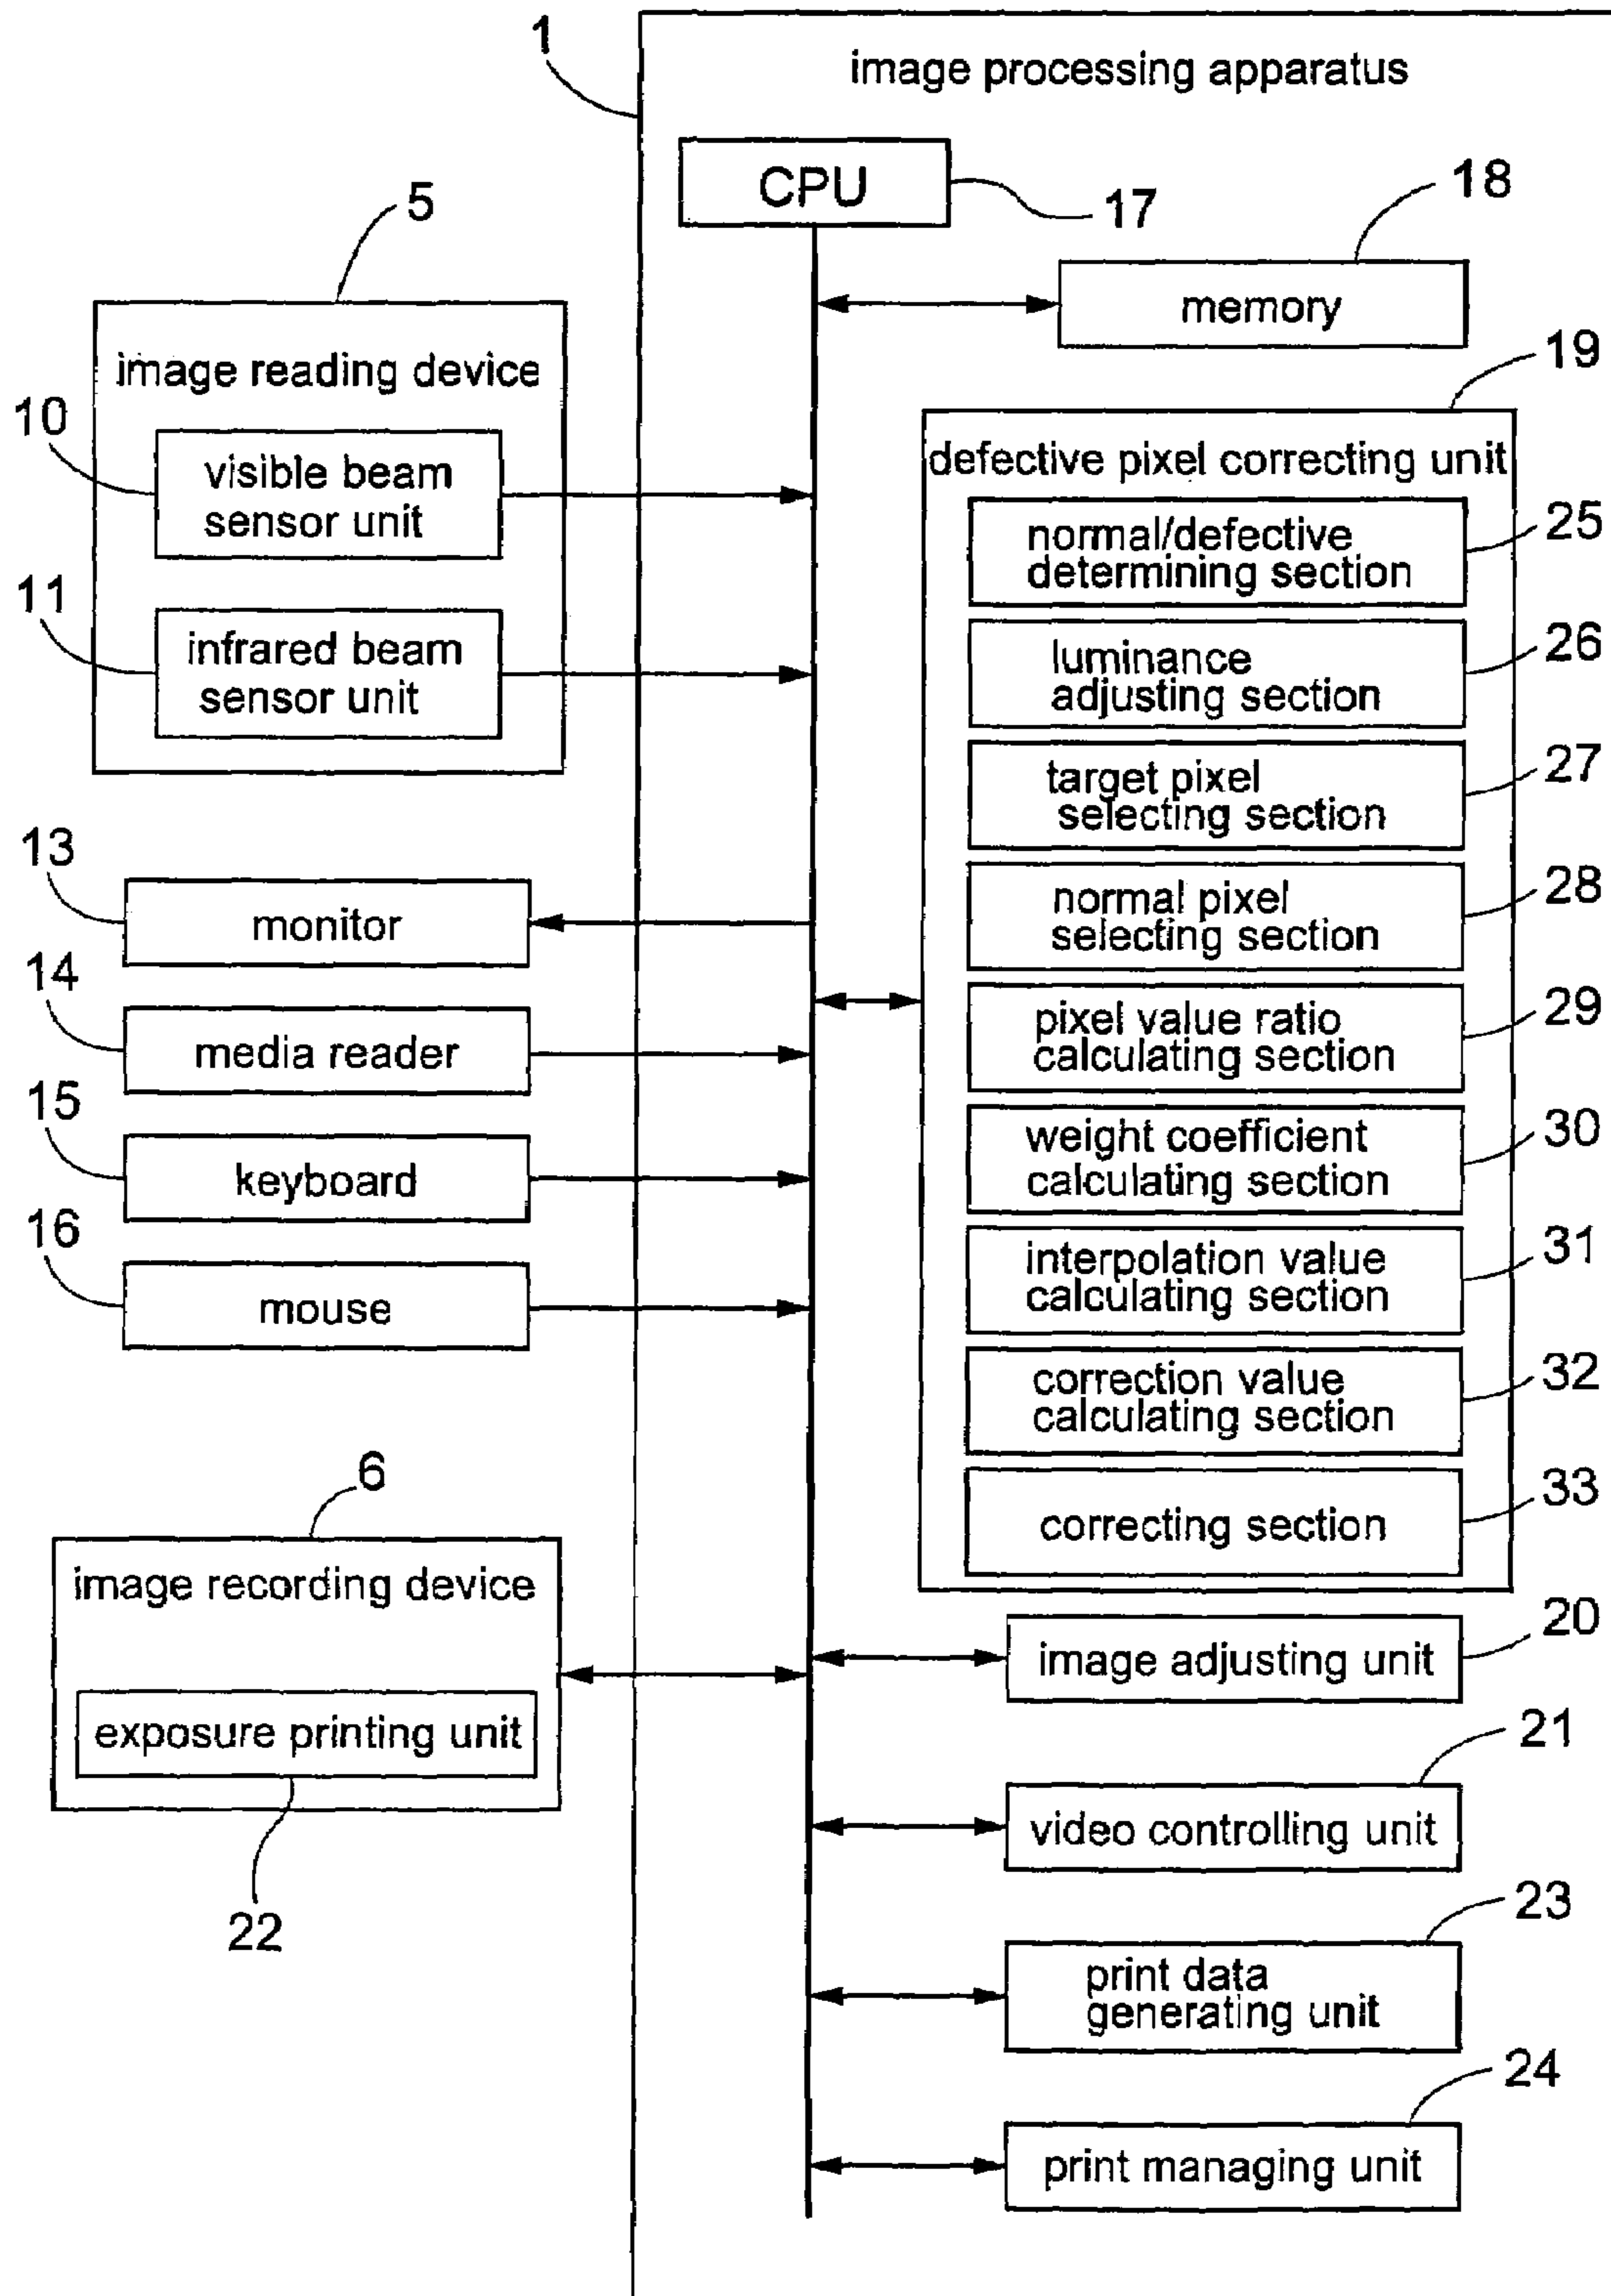 1
image processing apparatus
CPU
17
18
memory
5
image reading device
10
visible beam
sensor unit
11
infrared beam
sensor unit
19
defective pixel correcting unit
normal/defective
determining section
25
luminance
adjusting section
26
target pixel
selecting section
27
normal pixel
selecting section
28
pixel value ratio
calculating section
29
weight coefficient
calculating section
30
interpolation value
calculating section
31
correction value
calculating section
32
correcting section
33
13
monitor
14
media reader
15
keyboard
16
mouse
6
image recording device
exposure printing unit
22
20
image adjusting unit
21
video controlling unit
23
print data
generating unit
24
print managing unit